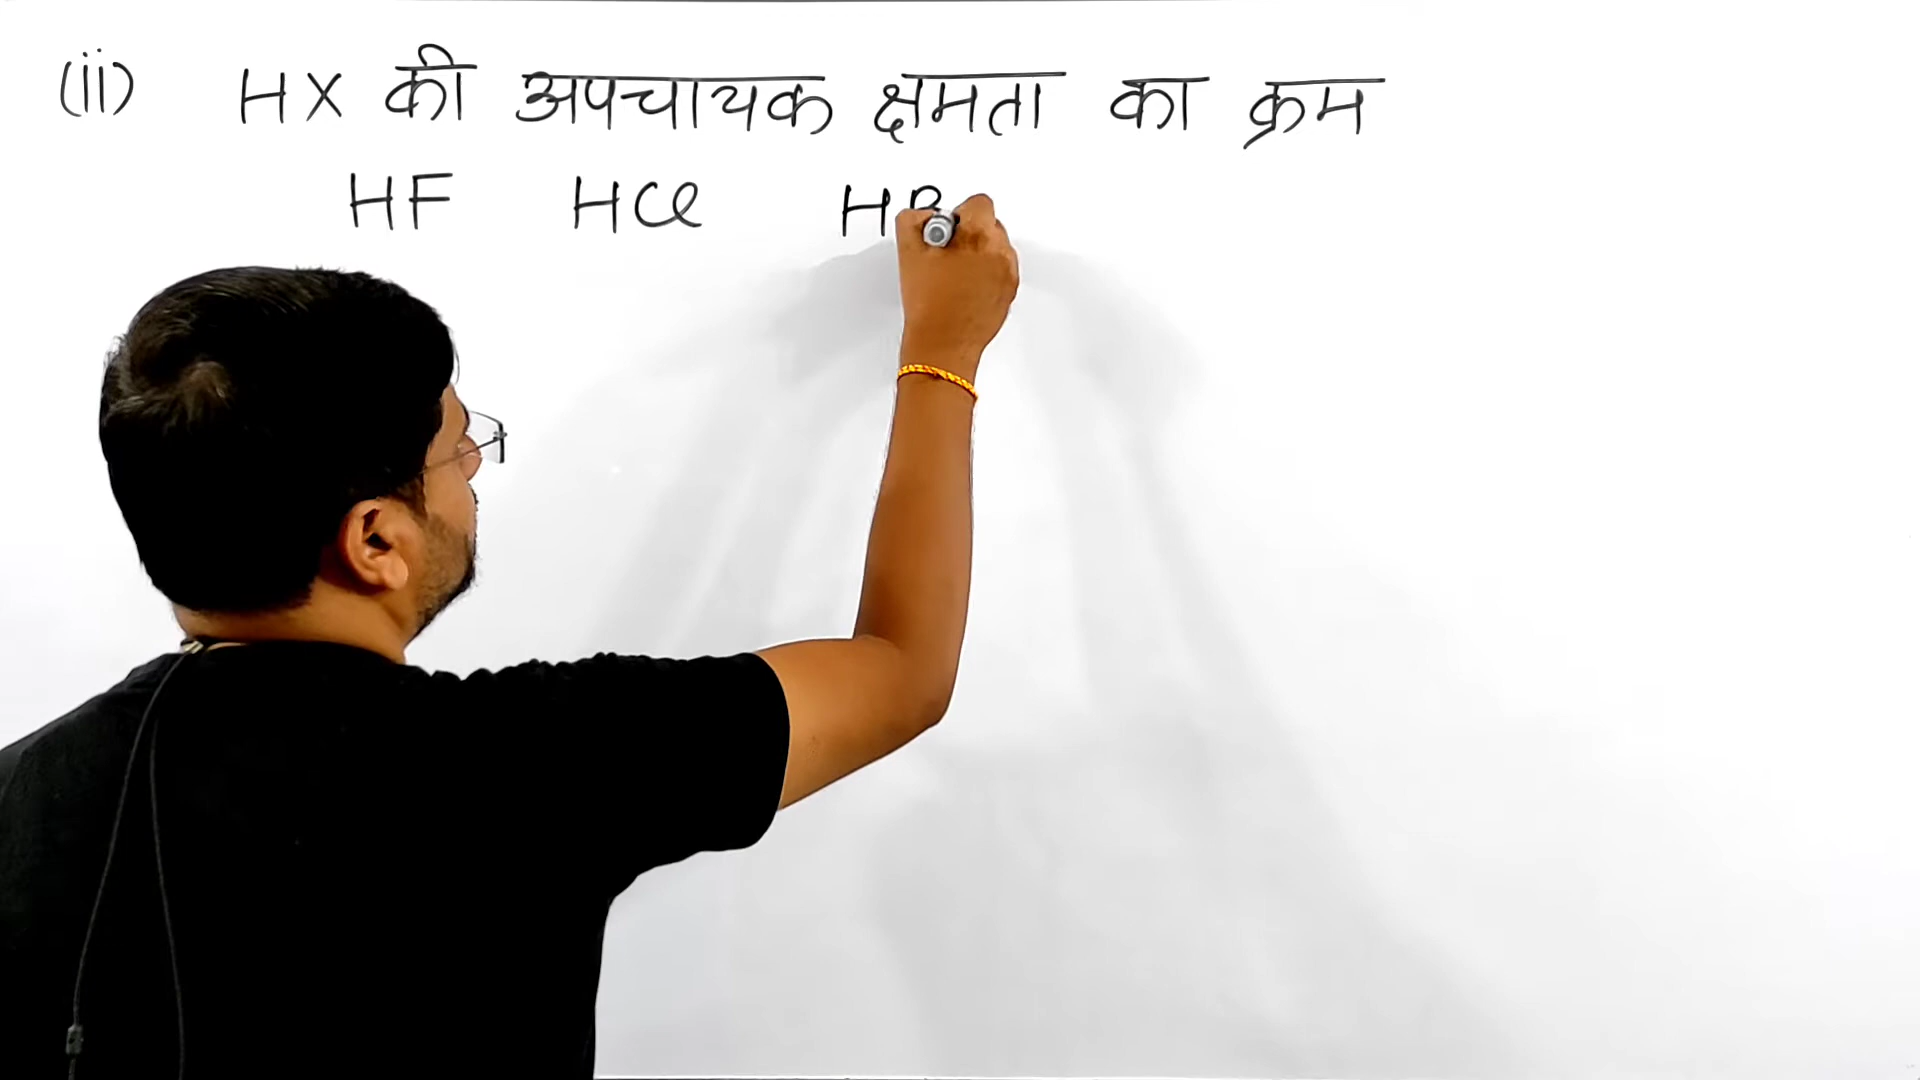 (ii) HX की अपचायक क्षमता का क्रम
HF HCl